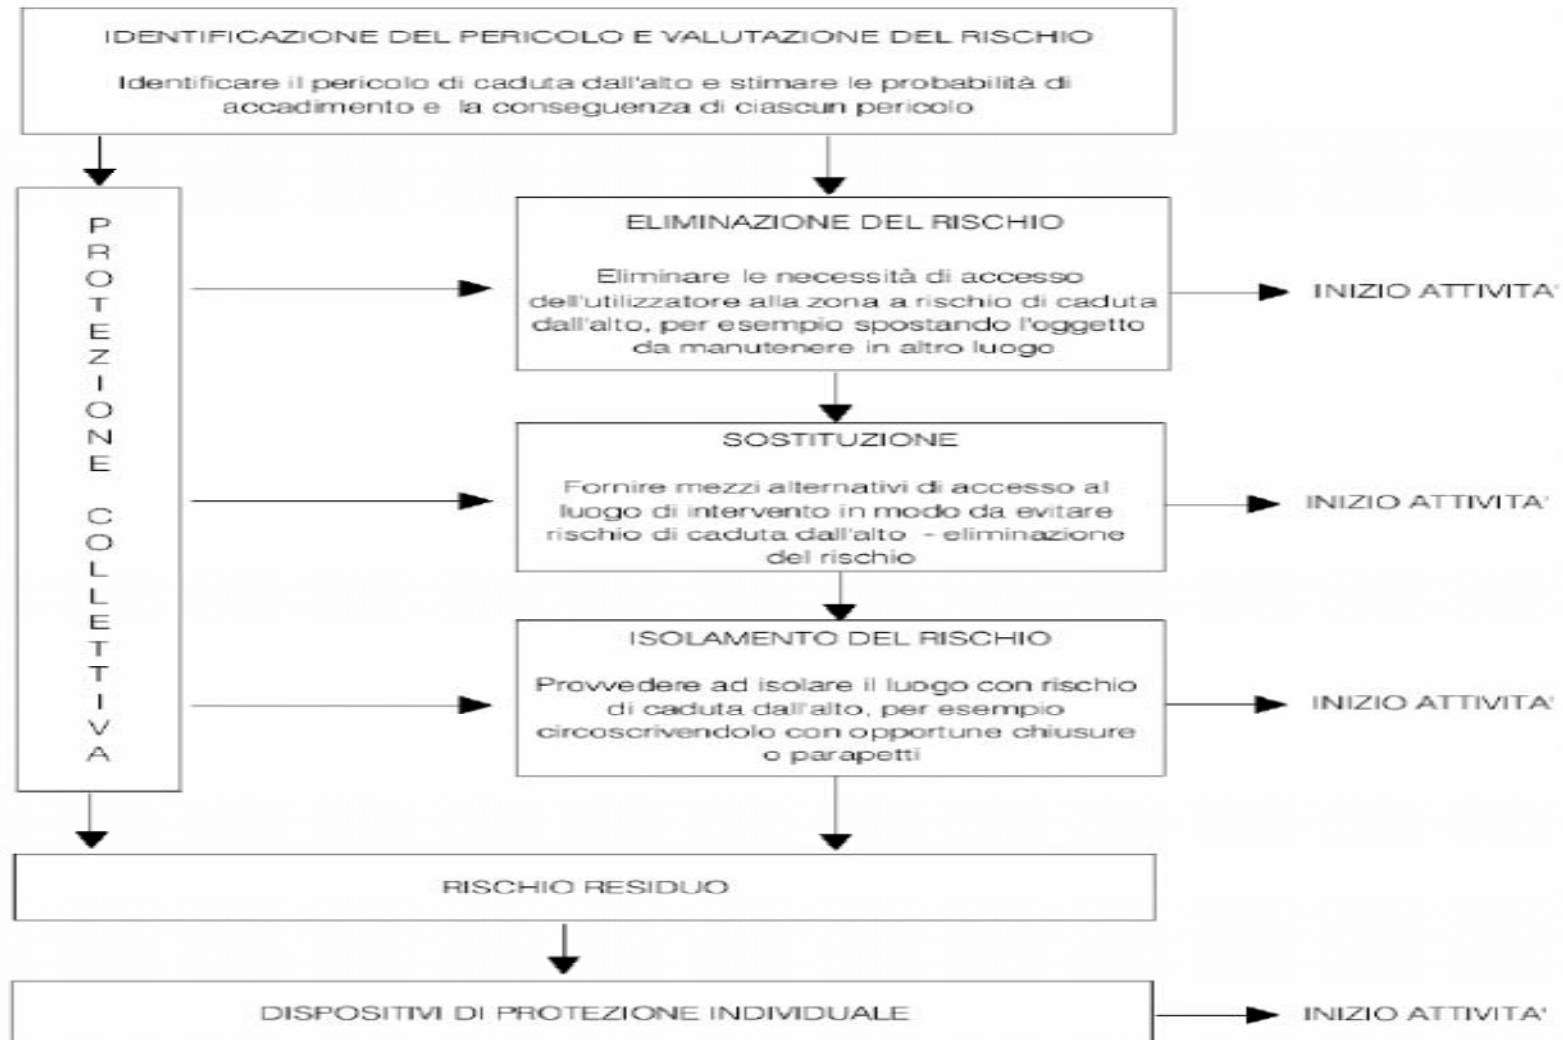 IDENTIFICAZIONE DEL PERICOLO E VALUTAZIONE DEL RISCHIO
Identificare il pericolo di caduta dall'alto e stimare le probabilità di
accadimento e la conseguenza di ciascun pericolo
PROTEZIONE COLLETTIVA
ELIMINAZIONE DEL RISCHIO
Eliminare le necessità di accesso
dell'utilizzatore alla zona a rischio di caduta
dall'alto, per esempio spostando l'oggetto
da manutenere in altro luogo
INIZIO ATTIVITA'
SOSTITUZIONE
Fornire mezzi alternativi di accesso al
luogo di intervento in modo da evitare
rischio di caduta dall'alto - eliminazione
del rischio
INIZIO ATTIVITA'
ISOLAMENTO DEL RISCHIO
Provvedere ad isolare il luogo con rischio
di caduta dall'alto, per esempio
circoscrivendolo con opportune chiusure
o parapetti
INIZIO ATTIVITA'
RISCHIO RESIDUO
DISPOSITIVI DI PROTEZIONE INDIVIDUALE
INIZIO ATTIVITA'